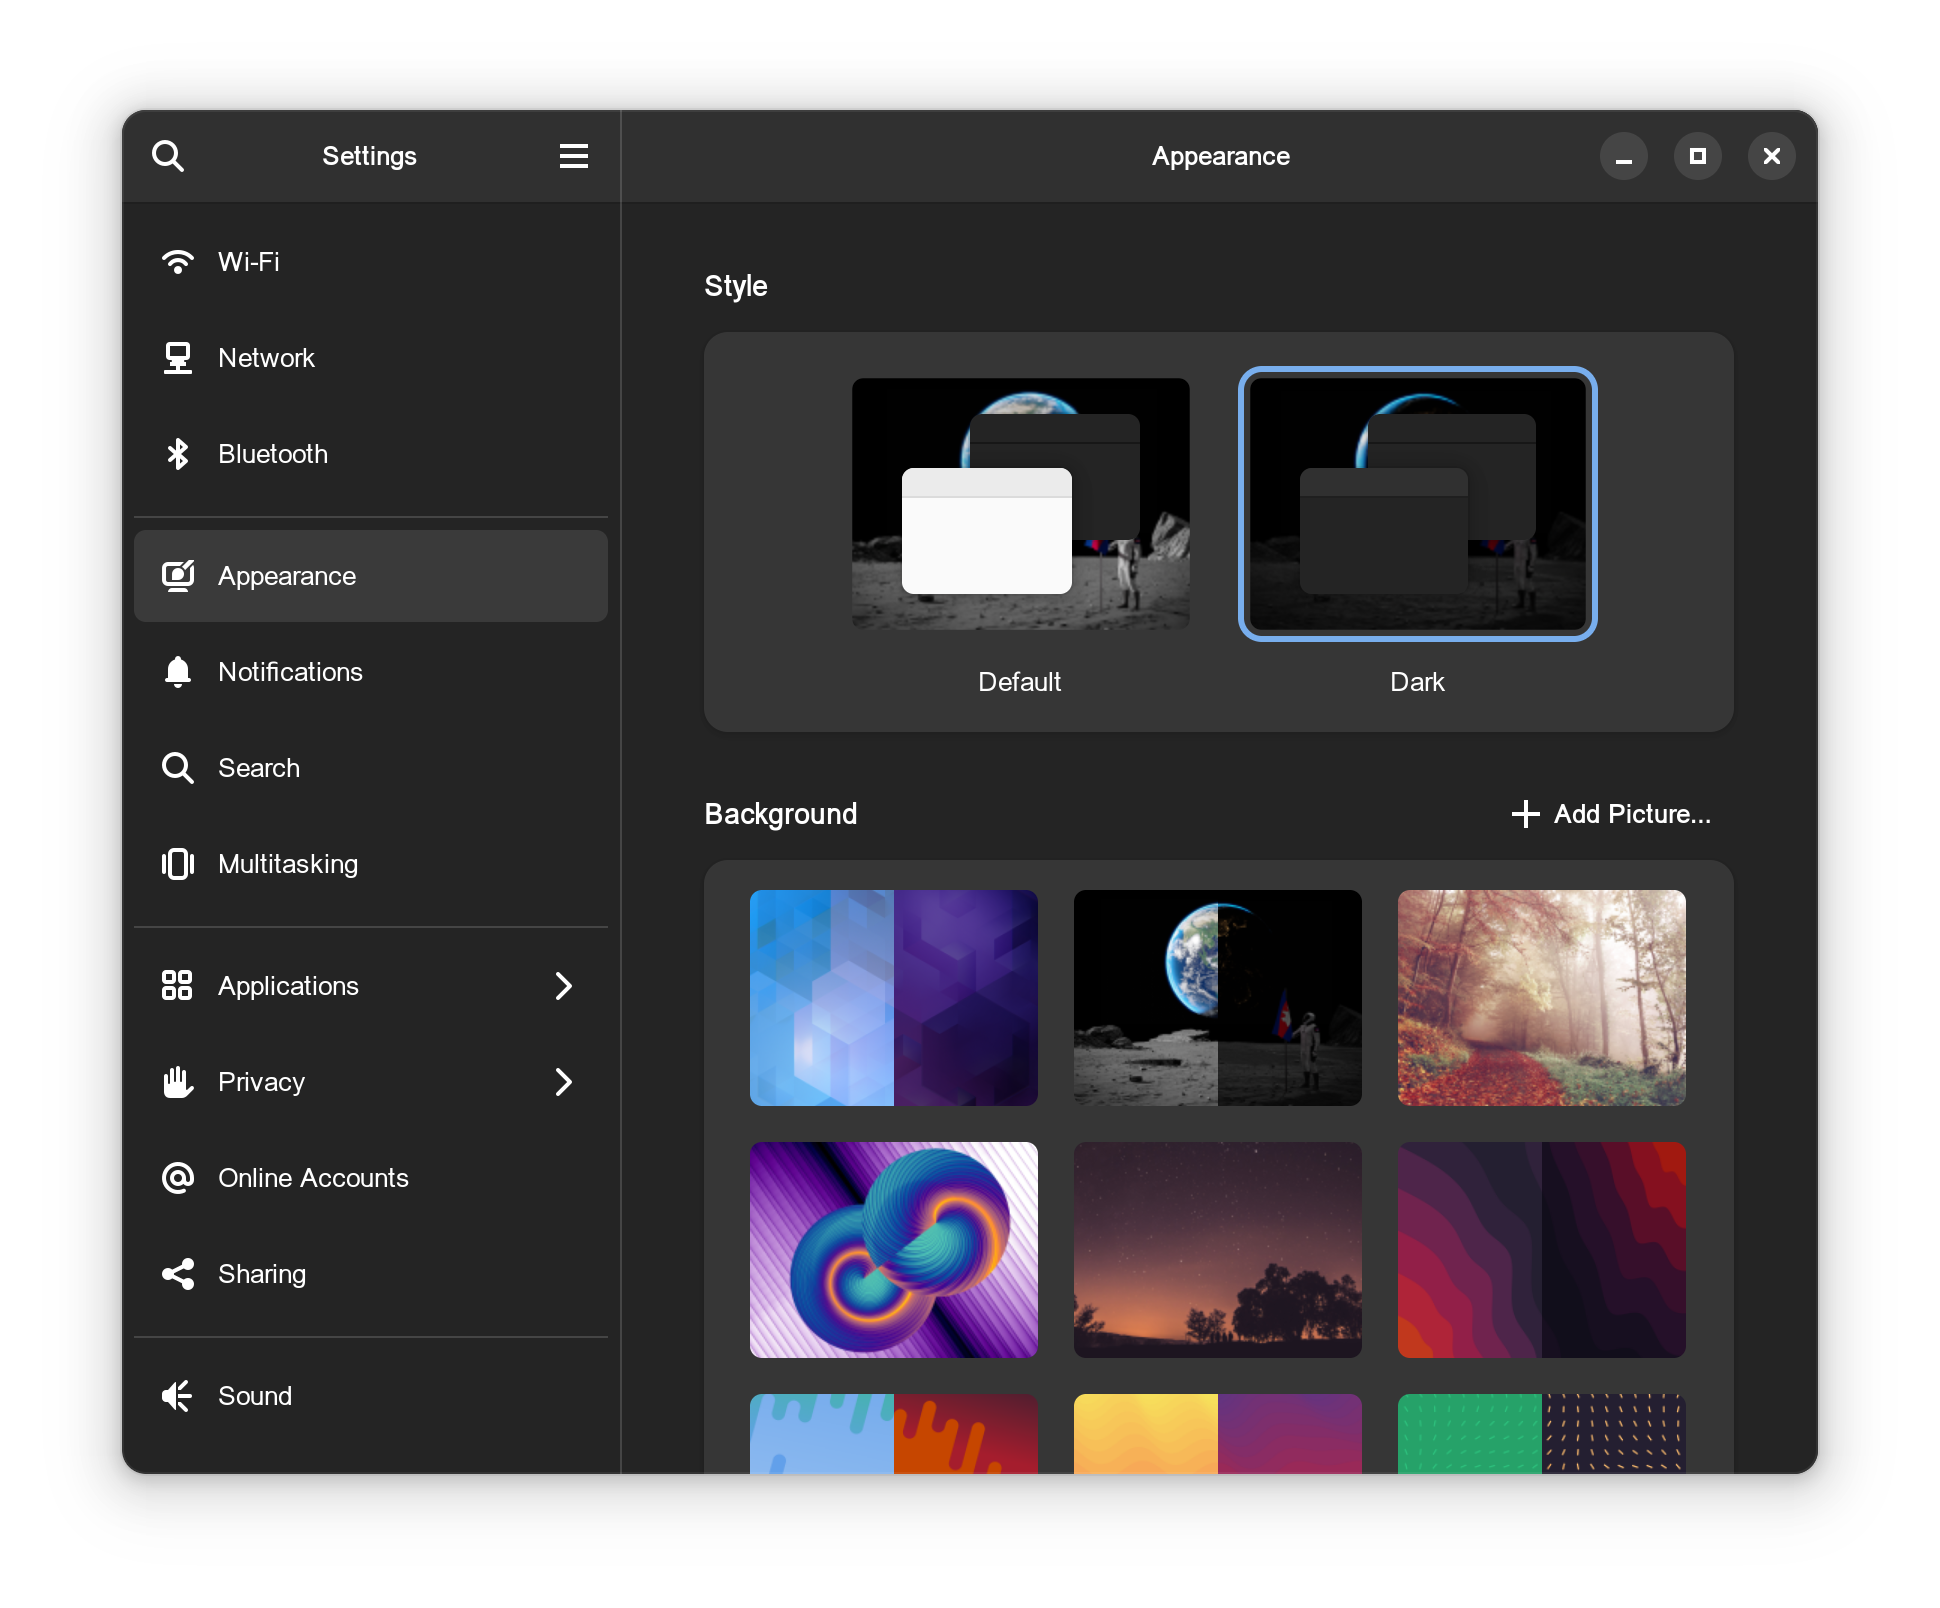 Settings
Appearance
Wi-Fi
Network
Bluetooth
Appearance
Notifications
Search
Multitasking
Applications
Privacy
Online Accounts
Sharing
Sound
Style
Default
Dark
Background
Add Picture...